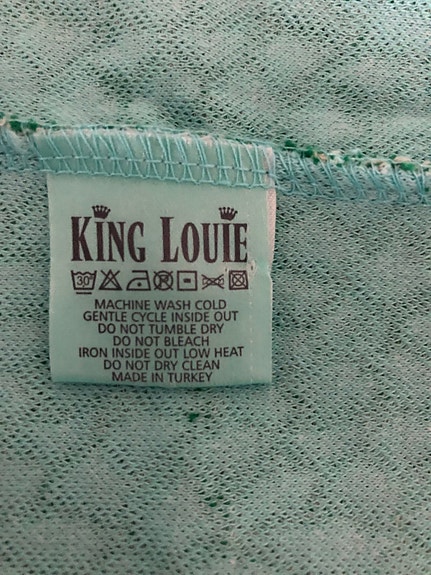 KING LOUIE
30°
MACHINE WASH COLD
GENTLE CYCLE INSIDE OUT
DO NOT TUMBLE DRY
DO NOT BLEACH
IRON INSIDE OUT LOW HEAT
DO NOT DRY CLEAN
MADE IN TURKEY